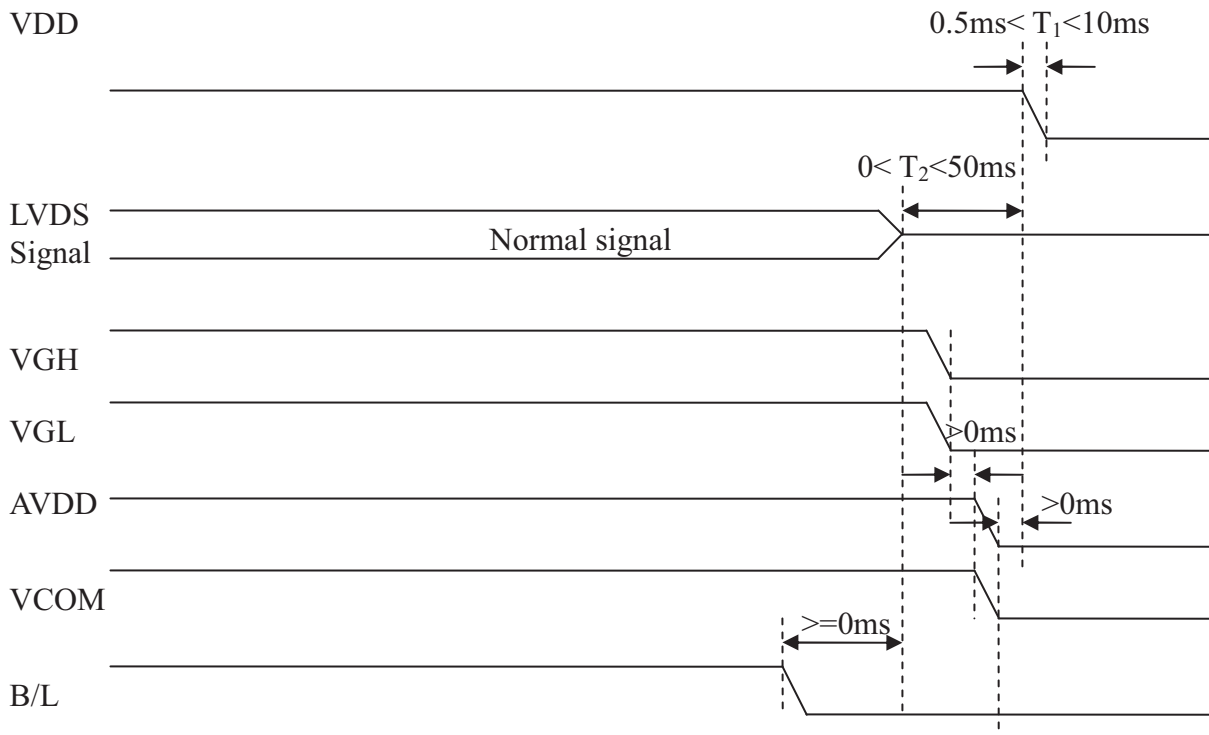 VDD
0.5ms< T₁<10ms
0< T₂<50ms
LVDS
Signal
Normal signal
VGH
VGL
>0ms
AVDD
>0ms
VCOM
>=0ms
B/L